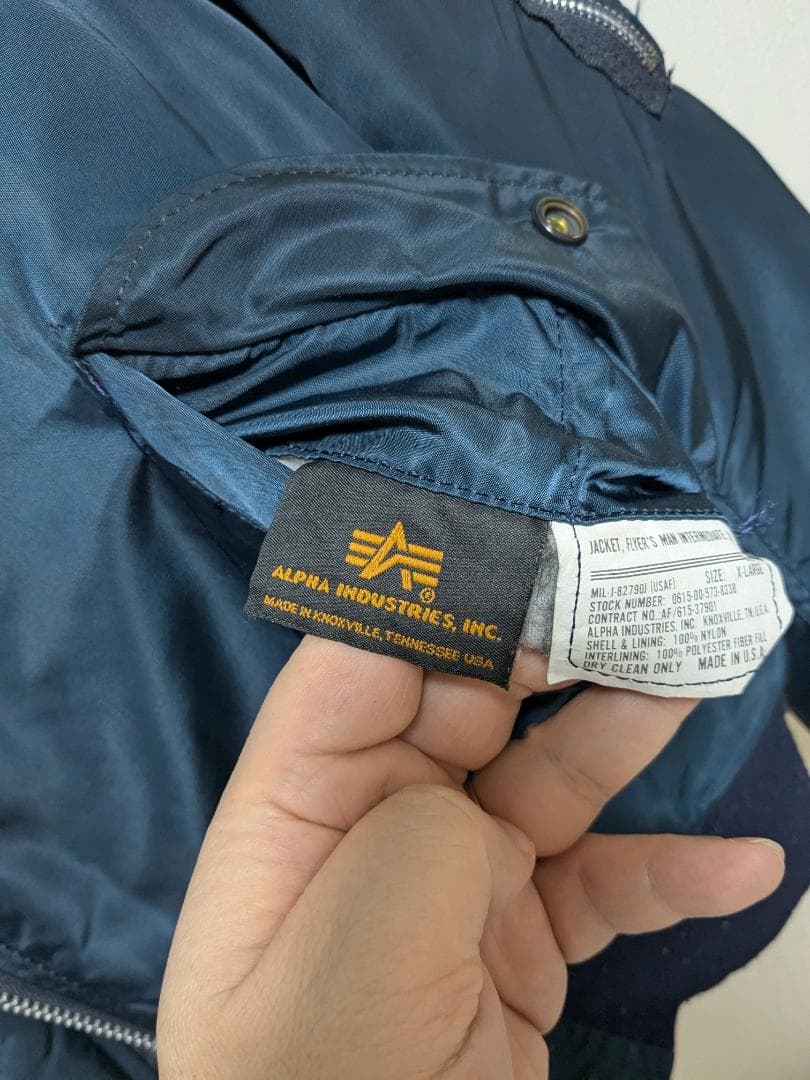 ALPHA INDUSTRIES, INC.®
MADE IN KNOXVILLE, TENNESSEE USA
JACKET, FLYER'S MAN INTERMEDIATE
SIZE: X-LARGE
MIL-J-8279OJ (USAF)
STOCK NUMBER: 0615-00-573-8338
CONTRACT NO.: AF/615-37901
ALPHA INDUSTRIES, INC. KNOXVILLE, TN. U.S.A.
SHELL & LINING: 100% NYLON
INTERLINING: 100% POLYESTER FIBER FILL
DRY CLEAN ONLY MADE IN U.S.A.